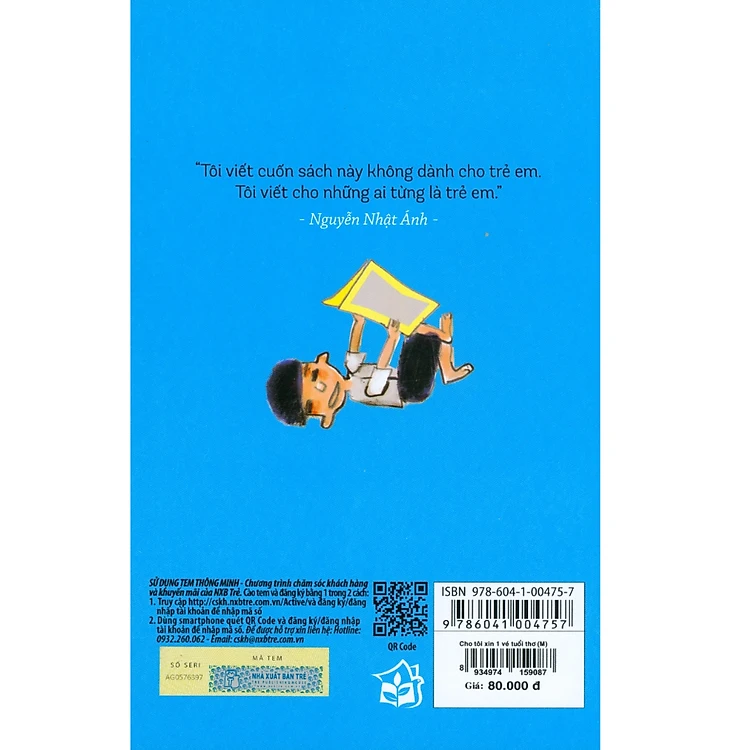 “Tôi viết cuốn sách này không dành cho trẻ em.
Tôi viết cho những ai từng là trẻ em.”
- Nguyễn Nhật Ánh -
SỬ DỤNG TEM THÔNG MINH - Chương trình chăm sóc khách hàng
và khuyến mãi của NXB Trẻ. Cào tem và đăng ký bằng 1 trong 2 cách:
1. Truy cập http://cskh.nxbtre.com.vn/Active/và đăng ký/đăng
nhập tài khoản để nhập mã số
2. Dùng smartphone quét QR Code và đăng ký/đăng nhập
tài khoản để nhập mã số. Để được hỗ trợ xin liên hệ: Hotline:
0932.260.062 - Email: cskh@nxbtre.com.vn
QR Code
SỐ SERI
AG0576397
MÃ TEM
NHÀ XUẤT BẢN TRẺ
ISBN 978-604-1-00475-7
9 786041 004757
Cho tôi xin 1 vé tuổi thơ (M)
8 934974 159087
Giá: 80.000 đ